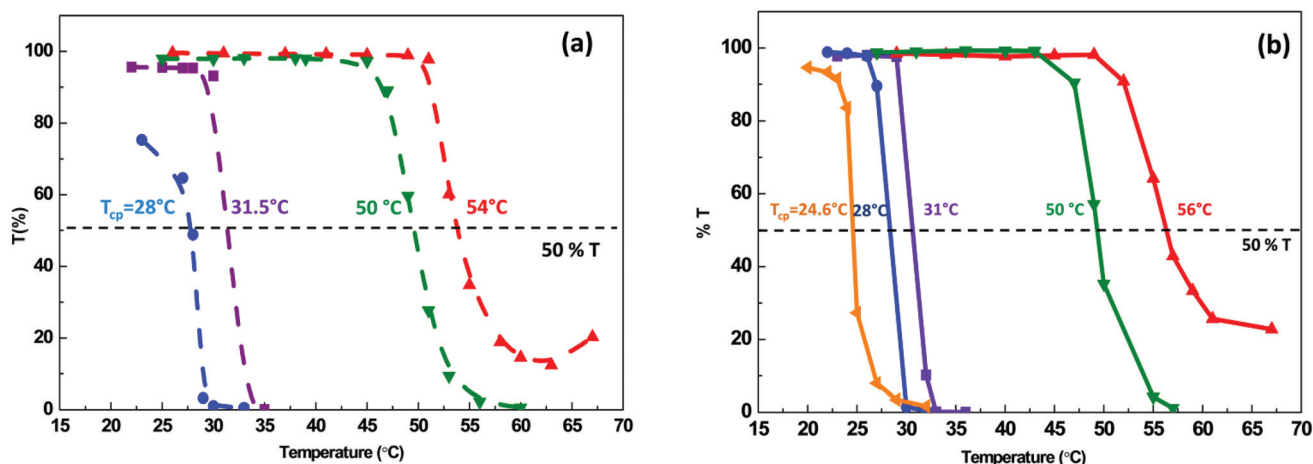 (a)
T(%)
100
80
60
40
20
0
Tcp=28°C
31.5°C
50 °C
54°C
50 % T
15 20 25 30 35 40 45 50 55 60 65 70
Temperature (°C)
(b)
% T
100
80
60
40
20
0
Tcp=24.6°C
28°C
31°C
50 °C
56°C
50 % T
15 20 25 30 35 40 45 50 55 60 65 70
Temperature (°C)